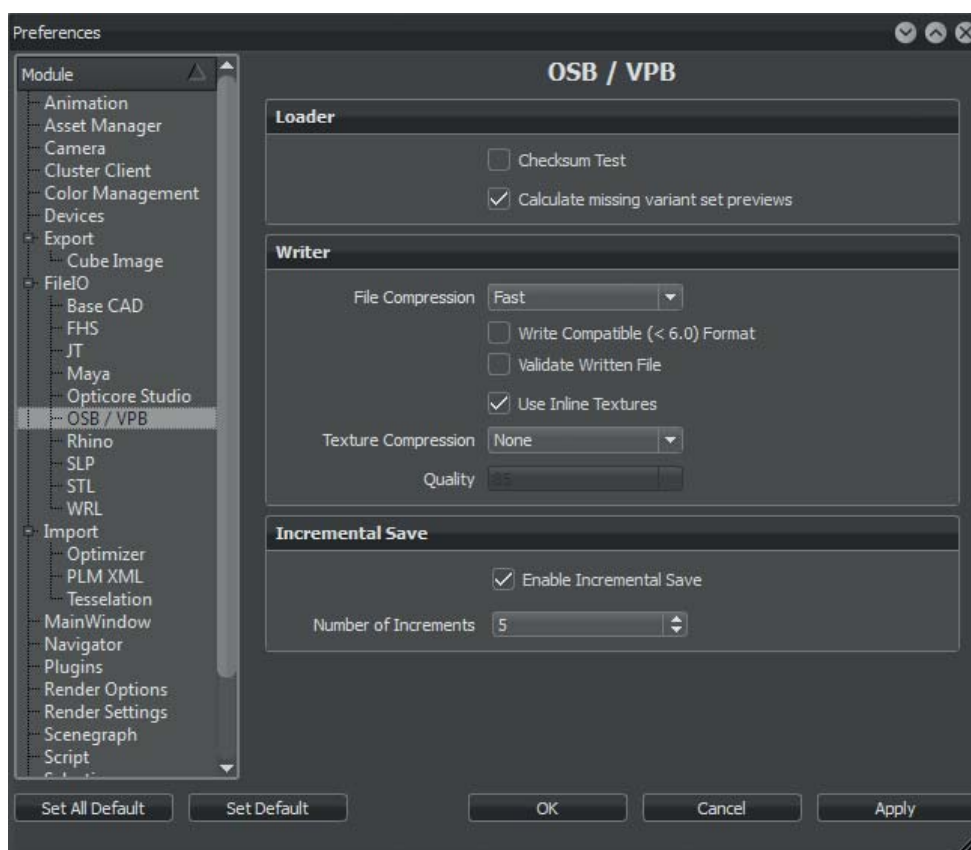 Preferences
Module
Animation
Asset Manager
Camera
Cluster Client
Color Management
Devices
Export
Cube Image
FileIO
Base CAD
FHS
JT
Maya
Opticore Studio
OSB / VPB
Rhino
SLP
STL
WRL
Import
Optimizer
PLM XML
Tesselation
MainWindow
Navigator
Plugins
Render Options
Render Settings
Scenegraph
Script
OSB / VPB
Loader
Checksum Test
Calculate missing variant set previews
Writer
File Compression Fast
Write Compatible (< 6.0) Format
Validate Written File
Use Inline Textures
Texture Compression None
Quality 85
Incremental Save
Enable Incremental Save
Number of Increments 5
Set All Default Set Default OK Cancel Apply